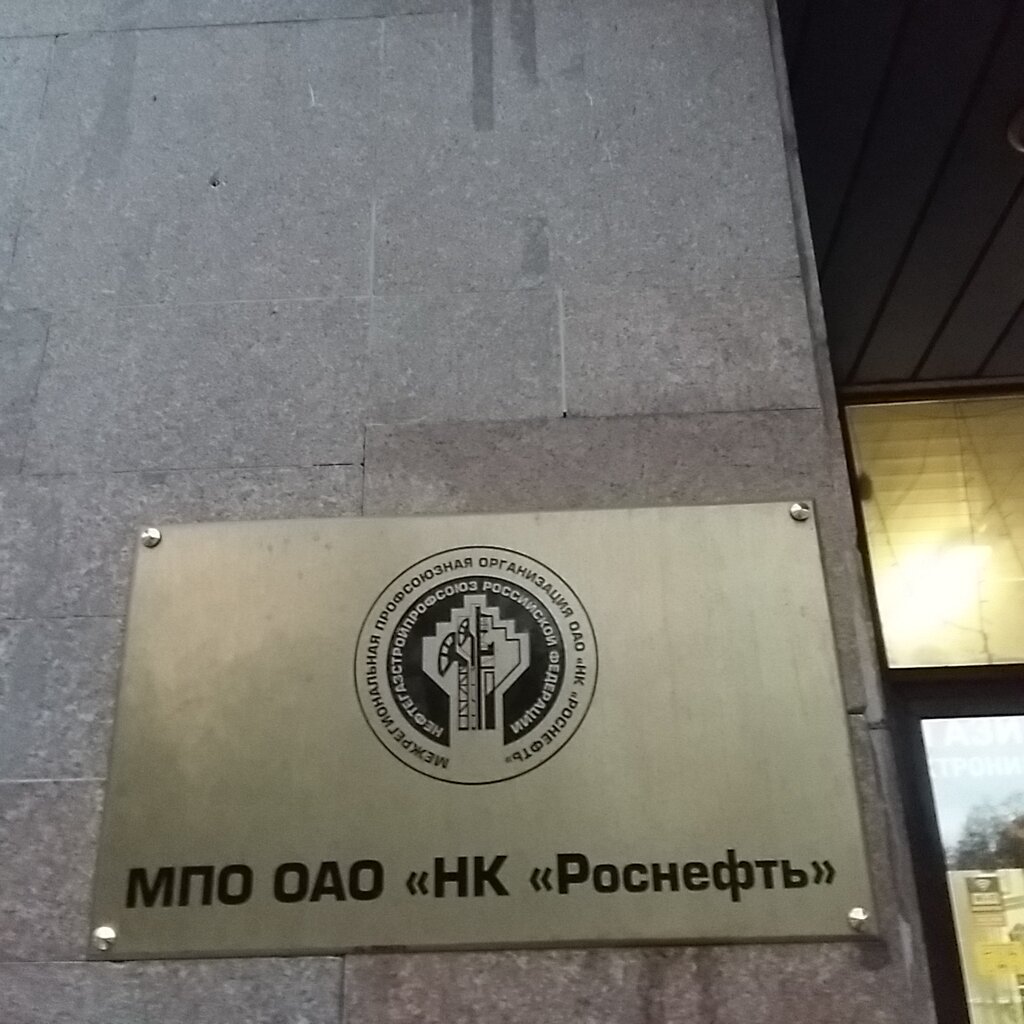 МЕЖРЕГИОНАЛЬНАЯ ПРОФСОЮЗНАЯ ОРГАНИЗАЦИЯ ОАО «НК «РОСНЕФТЬ»
НЕФТЕГАЗСТРОЙПРОФСОЮЗ РОССИЙСКОЙ ФЕДЕРАЦИИ
МПО ОАО «НК «Роснефть»